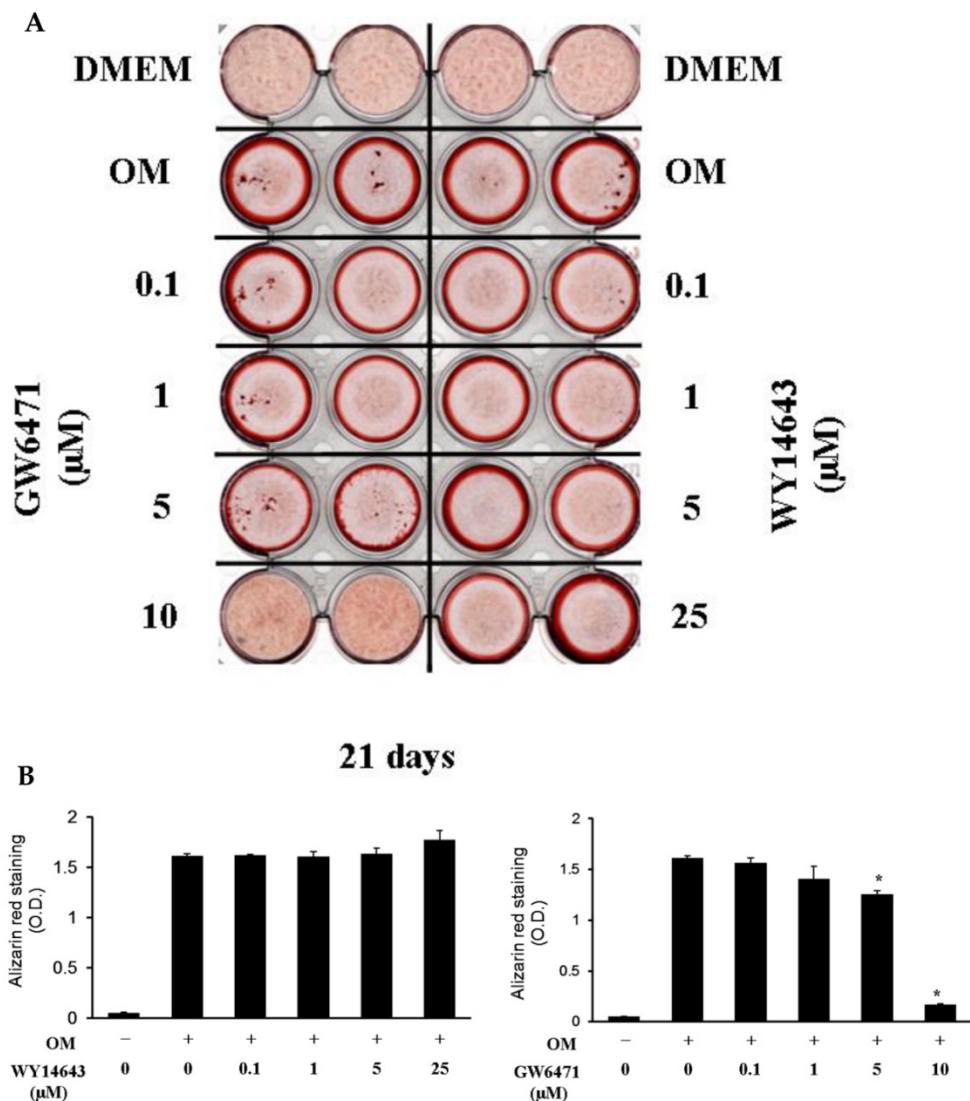 A
DMEM DMEM
OM OM
0.1 0.1
1 1
GW6471
(μM)
WY14643
(μM)
5 5
10 25
21 days
B
2
1.5
1
0.5
0
Alizarin red staining
(O.D.)
OM − + + + + +
WY14643 0 0 0.1 1 5 25
(μM)
2
1.5
1
0.5
0
Alizarin red staining
(O.D.)
* *
OM − + + + + +
GW6471 0 0 0.1 1 5 10
(μM)